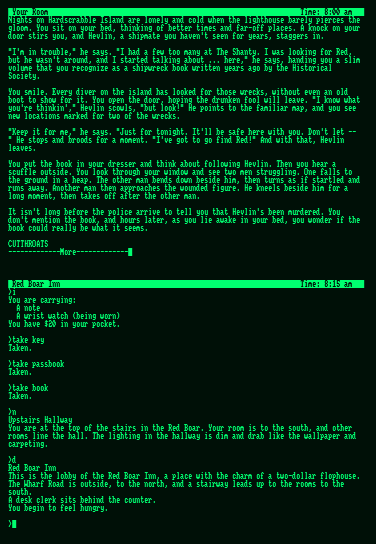 Your Room Time: 8:00 am
Nights on Hardscrabble Island are lonely and cold when the lighthouse barely pierces the
gloom. You sit on your bed, thinking of better times and far-off places. A knock on your
door stirs you, and Hevlin, a shipmate you haven't seen for years, staggers in.
"I'm in trouble," he says. "I had a few too many at The Shanty. I was looking for Red,
but he wasn't around, and I started talking about ... here," he says, handing you a slim
volume that you recognize as a shipwreck book written years ago by the Historical
Society.
You smile. Every diver on the island has looked for those wrecks, without even an old
boot to show for it. You open the door, hoping the drunken fool will leave. "I know what
you're thinkin'," Hevlin scowls, "but look!" He points to the familiar map, and you see
new locations marked for two of the wrecks.
"Keep it for me," he says. "Just for tonight. It'll be safe here with you. Don't let --
" He stops and broods for a moment. "I've got to go find Red!" And with that, Hevlin
leaves.
You put the book in your dresser and think about following Hevlin. Then you hear a
scuffle outside. You look through your window and see two men struggling. One falls to
the ground in a heap. The other man bends down beside him, then turns as if startled and
runs away. Another man then approaches the wounded figure. He kneels beside him for a
long moment, then takes off after the other man.
It isn't long before the police arrive to tell you that Hevlin's been murdered. You
don't mention the book, and hours later, as you lie awake in your bed, you wonder if the
book could really be what it seems.
CUTTHROATS
-------------More-------------
Red Boar Inn Time: 8:15 am
>i
You are carrying:
A note
A wrist watch (being worn)
You have $20 in your pocket.
>take key
Taken.
>take passbook
Taken.
>take book
Taken.
>n
Upstairs Hallway
You are at the top of the stairs in the Red Boar. Your room is to the south, and other
rooms line the hall. The lighting in the hallway is dim and drab like the wallpaper and
carpeting.
>d
Red Boar Inn
This is the lobby of the Red Boar Inn, a place with the charm of a two-dollar flophouse.
The Wharf Road is outside, to the north, and a stairway leads up to the rooms to the
south.
A desk clerk sits behind the counter.
You begin to feel hungry.
>